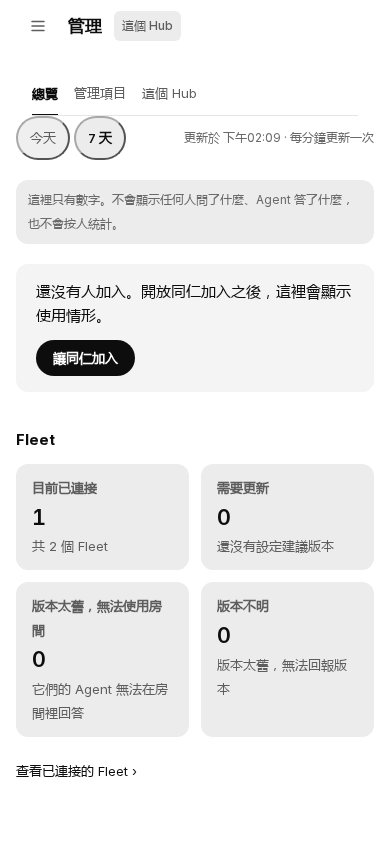 管理 這個 Hub
總覽 管理項目 這個 Hub
今天 7 天 更新於 下午02:09 · 每分鐘更新一次
這裡只有數字。不會顯示任何人問了什麼、Agent 答了什麼，
也不會按人統計。
還沒有人加入。開放同仁加入之後，這裡會顯示
使用情形。
讓同仁加入
Fleet
目前已連接
1
共 2 個 Fleet
需要更新
0
還沒有設定建議版本
版本太舊，無法使用房
間
0
它們的 Agent 無法在房
間裡回答
版本不明
0
版本太舊，無法回報版
本
查看已連接的 Fleet ›